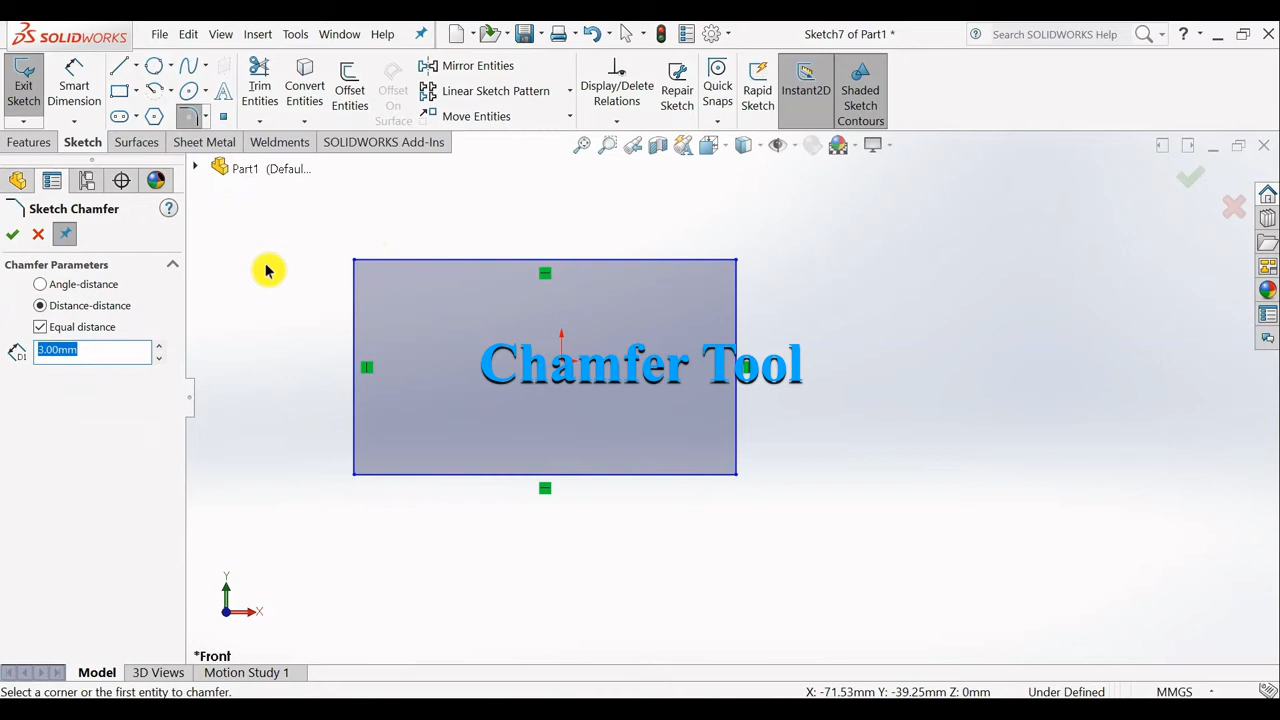 SOLIDWORKS File Edit View Insert Tools Window Help Sketch7 of Part1 * Search SOLIDWORKS Help ?
Exit Sketch
Smart Dimension
Trim Entities
Convert Entities
Offset Entities
Offset On Surface
Mirror Entities
Linear Sketch Pattern
Move Entities
Display/Delete Relations
Repair Sketch
Quick Snaps
Rapid Sketch
Instant2D
Shaded Sketch Contours
A
Features Sketch Surfaces Sheet Metal Weldments SOLIDWORKS Add-Ins
Part1 (Defaul...
Sketch Chamfer ?
Chamfer Parameters
Angle-distance
Distance-distance
Equal distance
D1 3.00mm
Chamfer Tool
Y
X
*Front
Model 3D Views Motion Study 1
Select a corner or the first entity to chamfer. X: -71.53mm Y: -39.25mm Z: 0mm Under Defined MMGS